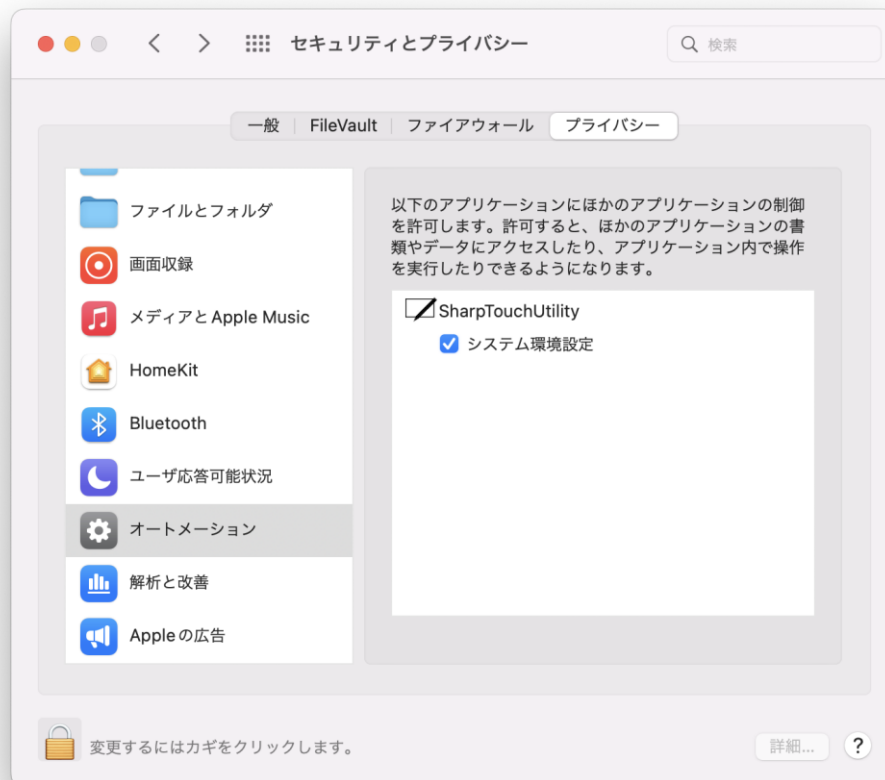 セキュリティとプライバシー
検索
一般
FileVault
ファイアウォール
プライバシー
ファイルとフォルダ
画面収録
メディアとApple Music
HomeKit
Bluetooth
ユーザ応答可能状況
オートメーション
解析と改善
Appleの広告
以下のアプリケーションにほかのアプリケーションの制御
を許可します。許可すると、ほかのアプリケーションの書
類やデータにアクセスしたり、アプリケーション内で操作
を実行したりできるようになります。
SharpTouchUtility
システム環境設定
変更するにはカギをクリックします。
詳細...
?